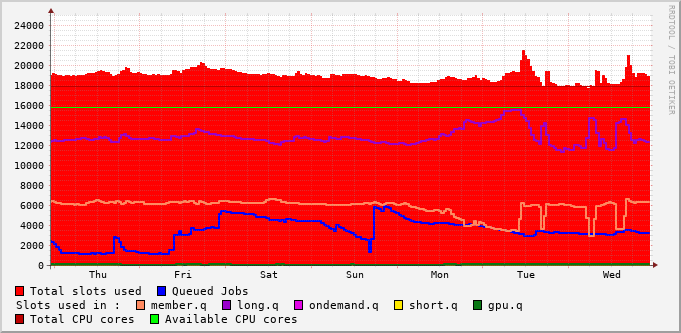 24000
22000
20000
18000
16000
14000
12000
10000
8000
6000
4000
2000
0
Thu Fri Sat Sun Mon Tue Wed
Total slots used Queued Jobs
Slots used in : member.q long.q ondemand.q short.q gpu.q
Total CPU cores Available CPU cores
RRDTOOL / TOBI OETIKER